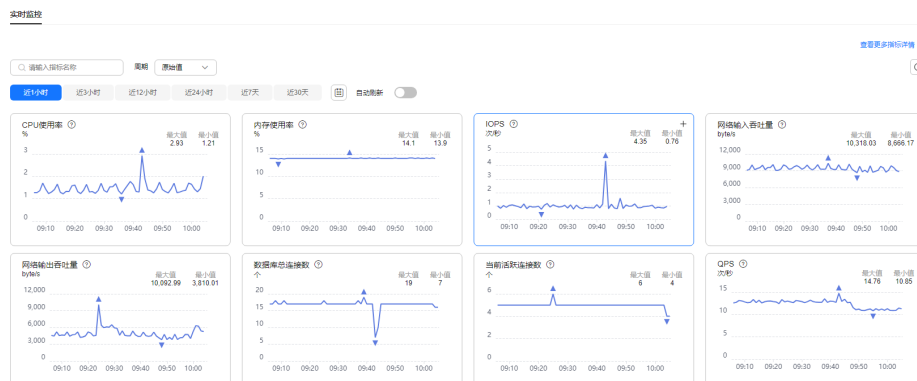 实时监控
查看更多指标详情
请输入指标名称 周期 原始值
近1小时 近3小时 近12小时 近24小时 近7天 近30天 自动刷新
CPU使用率 ?
% 最大值 最小值
2.93 1.21
3
2
1
0
09:10 09:20 09:30 09:40 09:50 10:00
内存使用率 ?
% 最大值 最小值
14.1 13.9
15
10
5
0
09:10 09:20 09:30 09:40 09:50 10:00
IOPS ? +
次/秒 最大值 最小值
4.35 0.76
5
4
3
2
1
0
09:10 09:20 09:30 09:40 09:50 10:00
网络输入吞吐量 ?
byte/s 最大值 最小值
10,318.03 8,666.17
12,000
9,000
6,000
3,000
0
09:10 09:20 09:30 09:40 09:50 10:00
网络输出吞吐量 ?
byte/s 最大值 最小值
10,092.99 3,810.01
12,000
9,000
6,000
3,000
0
09:10 09:20 09:30 09:40 09:50 10:00
数据库总连接数 ?
个 最大值 最小值
19 7
20
15
10
5
0
09:10 09:20 09:30 09:40 09:50 10:00
当前活跃连接数 ?
个 最大值 最小值
6 4
6
4
2
0
09:10 09:20 09:30 09:40 09:50 10:00
QPS ?
次/秒 最大值 最小值
14.76 10.85
15
10
5
0
09:10 09:20 09:30 09:40 09:50 10:00